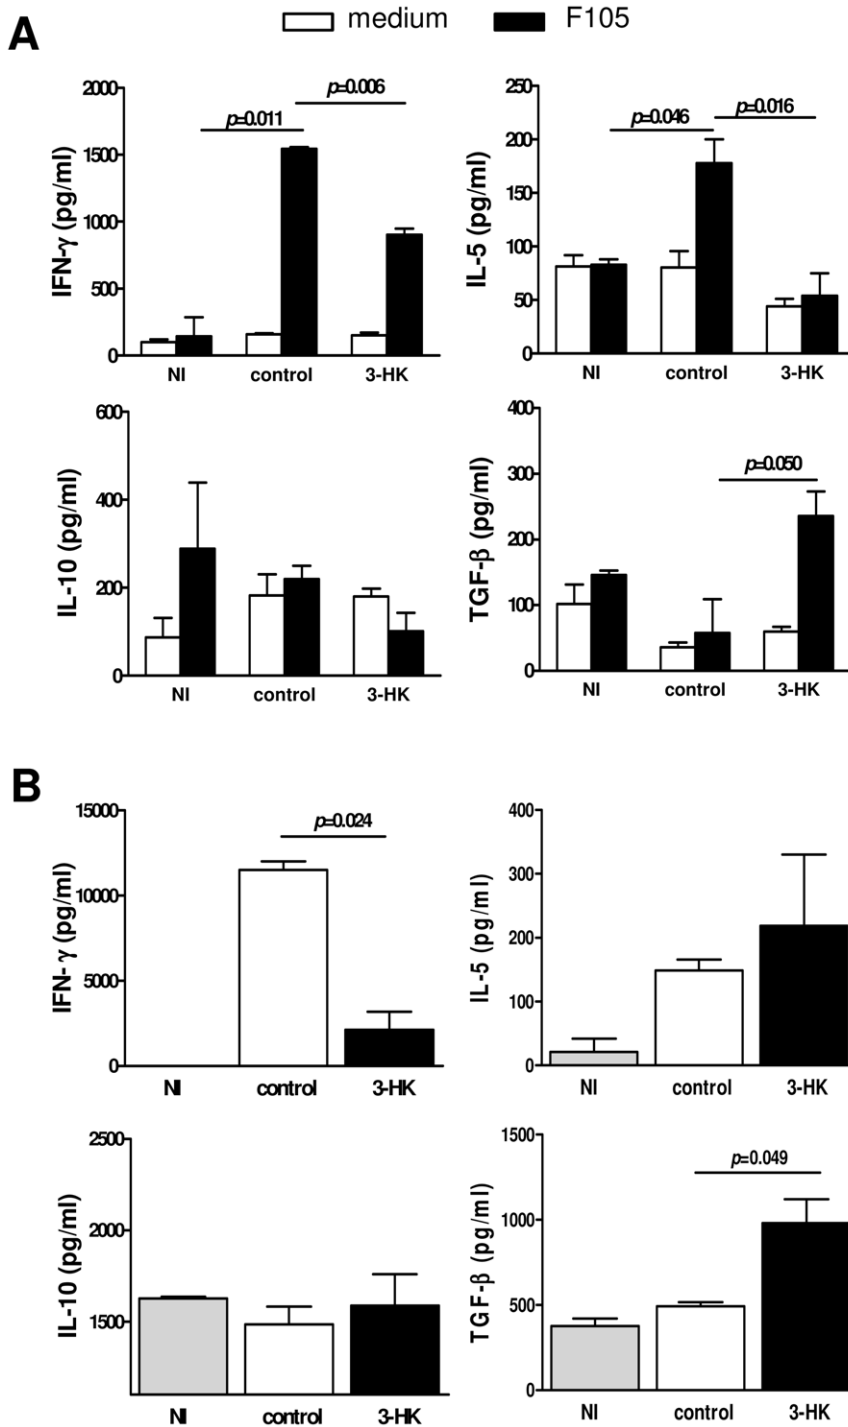 A
medium F105
IFN-γ (pg/ml)
2000
1500
1000
500
0
p=0.011
p=0.006
NI control 3-HK
IL-5 (pg/ml)
250
200
150
100
50
0
p=0.046
p=0.016
NI control 3-HK
IL-10 (pg/ml)
600
400
200
0
NI control 3-HK
TGF-β (pg/ml)
400
300
200
100
0
p=0.050
NI control 3-HK
B
IFN-γ (pg/ml)
15000
10000
5000
0
p=0.024
NI control 3-HK
IL-5 (pg/ml)
400
300
200
100
0
NI control 3-HK
IL-10 (pg/ml)
2500
1500
NI control 3-HK
TGF-β (pg/ml)
1500
1000
500
0
p=0.049
NI control 3-HK